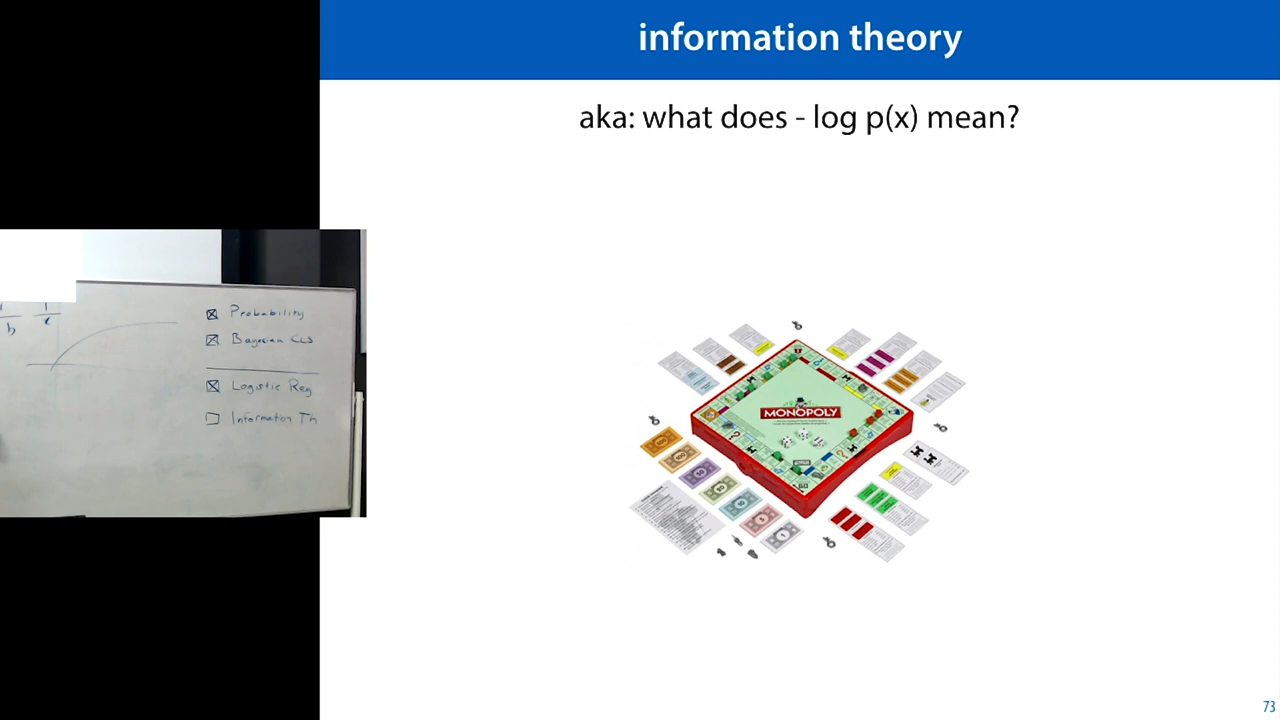 information theory
aka: what does - log p(x) mean?
Probability
Bayesian CLS
Logistic Reg
Information Th
MONOPOLY
73